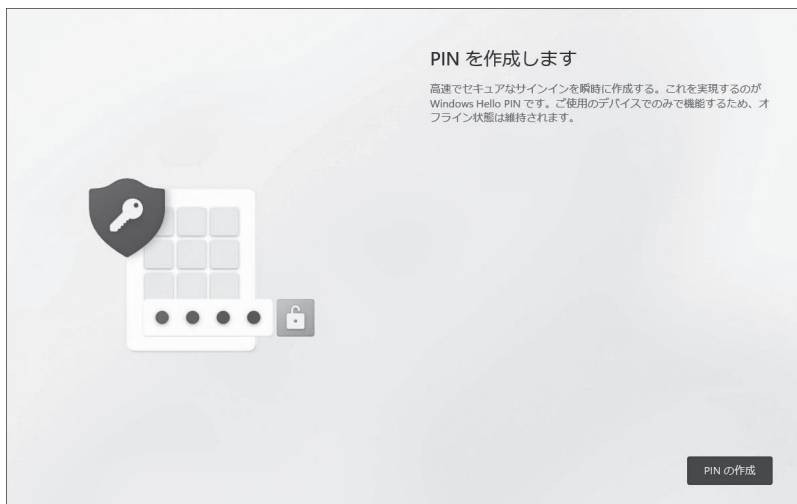 PIN を作成します
高速でセキュアなサインインを瞬時に作成する。これを実現するのが
Windows Hello PIN です。ご使用のデバイスでのみで機能するため、オ
フライン状態は維持されます。
PIN の作成